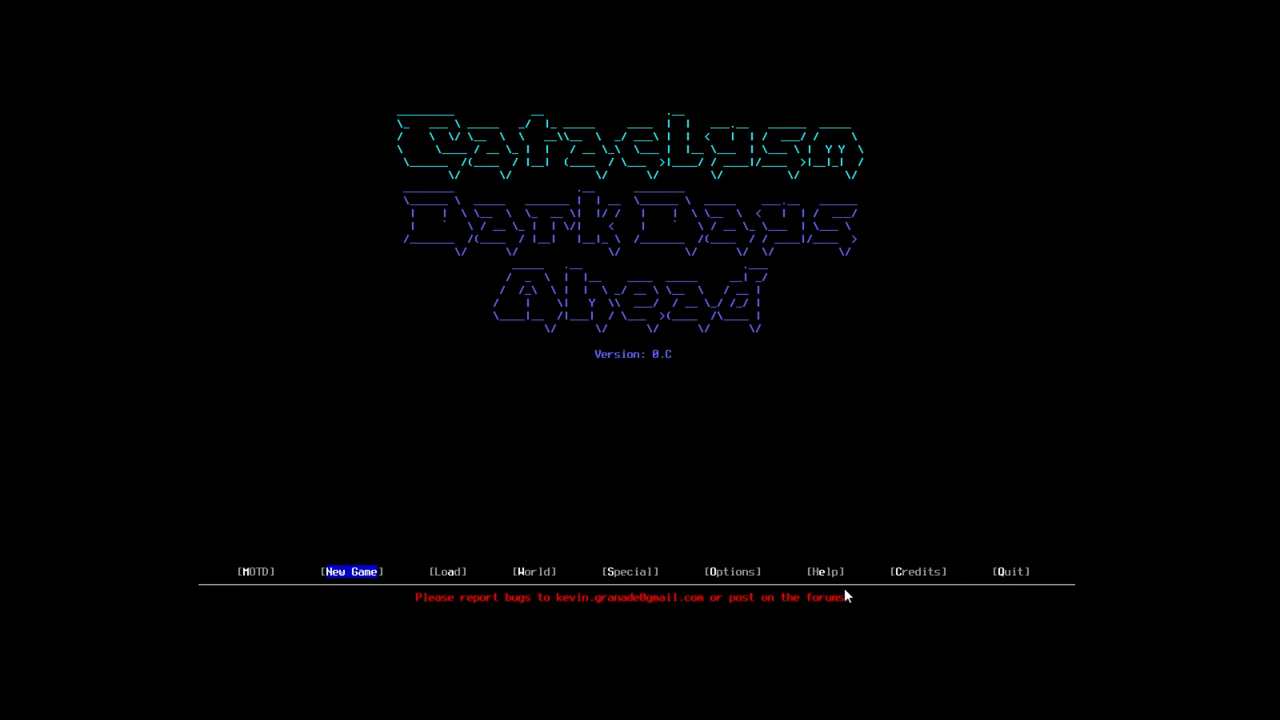 Cataclysm
Dark Days
Ahead
Version: 0.C
[MOTD] [New Game] [Load] [World] [Special] [Options] [Help] [Credits] [Quit]
Please report bugs to kevin.granade@gmail.com or post on the forums